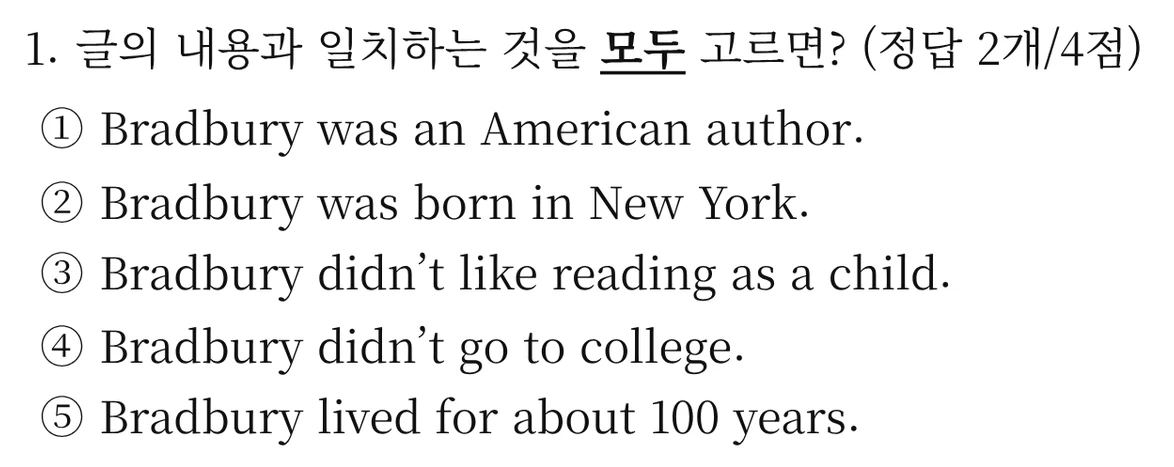 1. 글의 내용과 일치하는 것을 모두 고르면? (정답 2개/4점)
① Bradbury was an American author.
② Bradbury was born in New York.
③ Bradbury didn’t like reading as a child.
④ Bradbury didn’t go to college.
⑤ Bradbury lived for about 100 years.